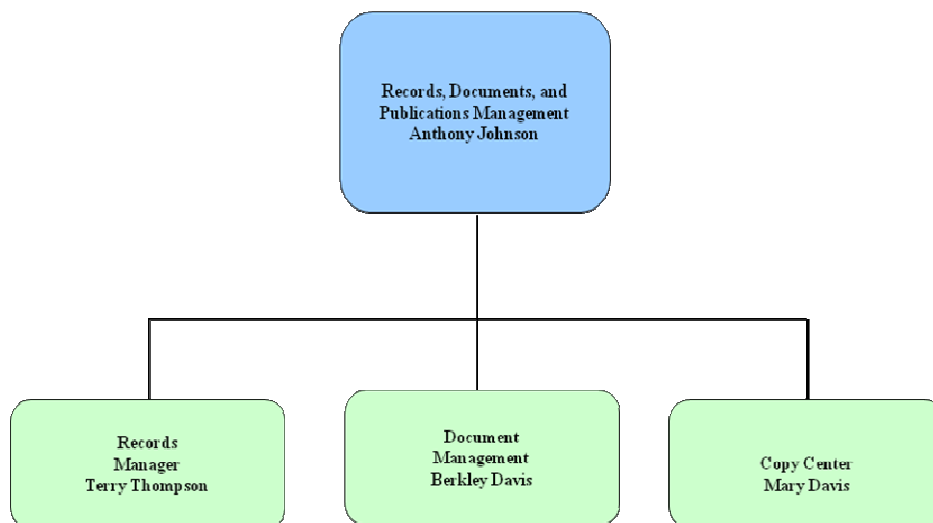 Records, Documents, and
Publications Management
Anthony Johnson
Records
Manager
Terry Thompson
Document
Management
Berkley Davis
Copy Center
Mary Davis